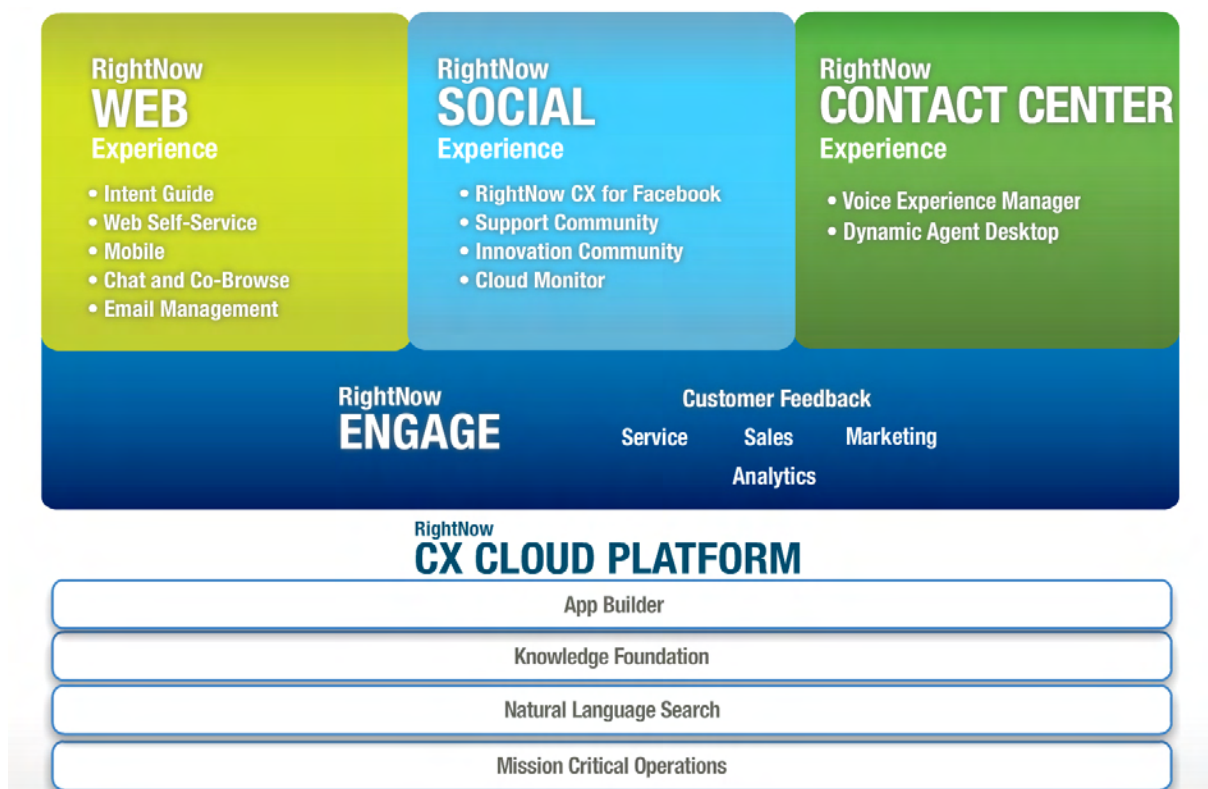 RightNow
WEB
Experience
• Intent Guide
• Web Self-Service
• Mobile
• Chat and Co-Browse
• Email Management
RightNow
SOCIAL
Experience
• RightNow CX for Facebook
• Support Community
• Innovation Community
• Cloud Monitor
RightNow
CONTACT CENTER
Experience
• Voice Experience Manager
• Dynamic Agent Desktop
RightNow
ENGAGE
Customer Feedback
Service Sales Marketing
Analytics
RightNow
CX CLOUD PLATFORM
App Builder
Knowledge Foundation
Natural Language Search
Mission Critical Operations